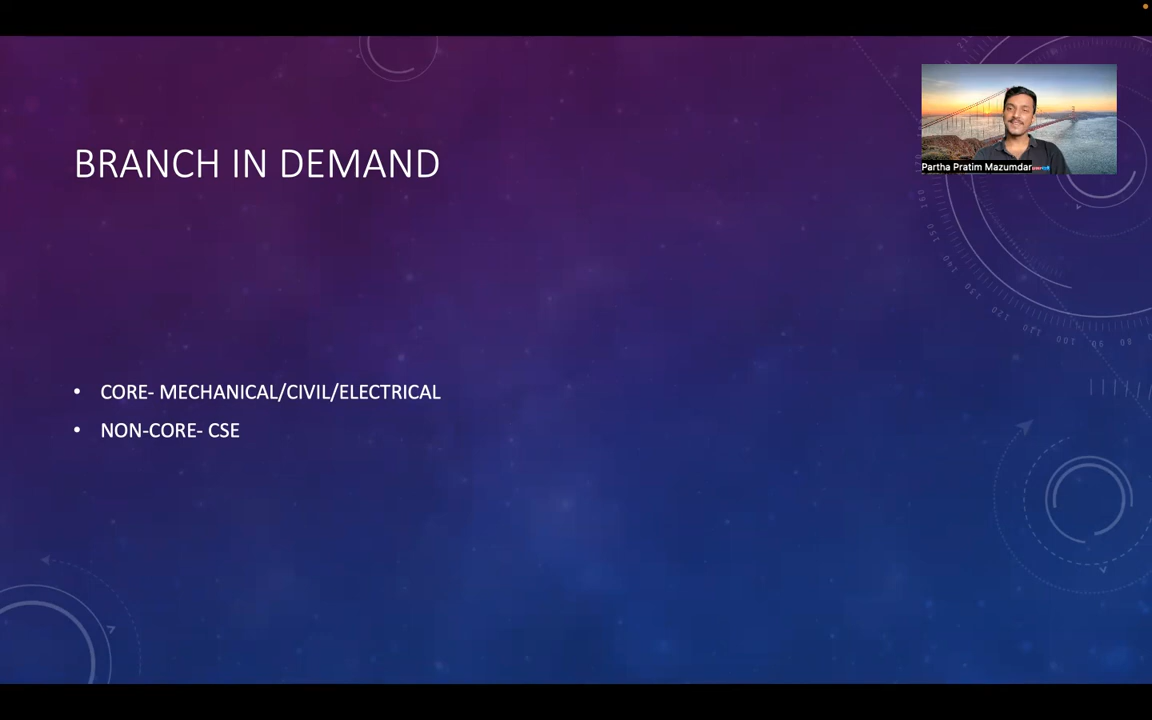 BRANCH IN DEMAND
Partha Pratim Mazumdar
• CORE- MECHANICAL/CIVIL/ELECTRICAL
• NON-CORE- CSE